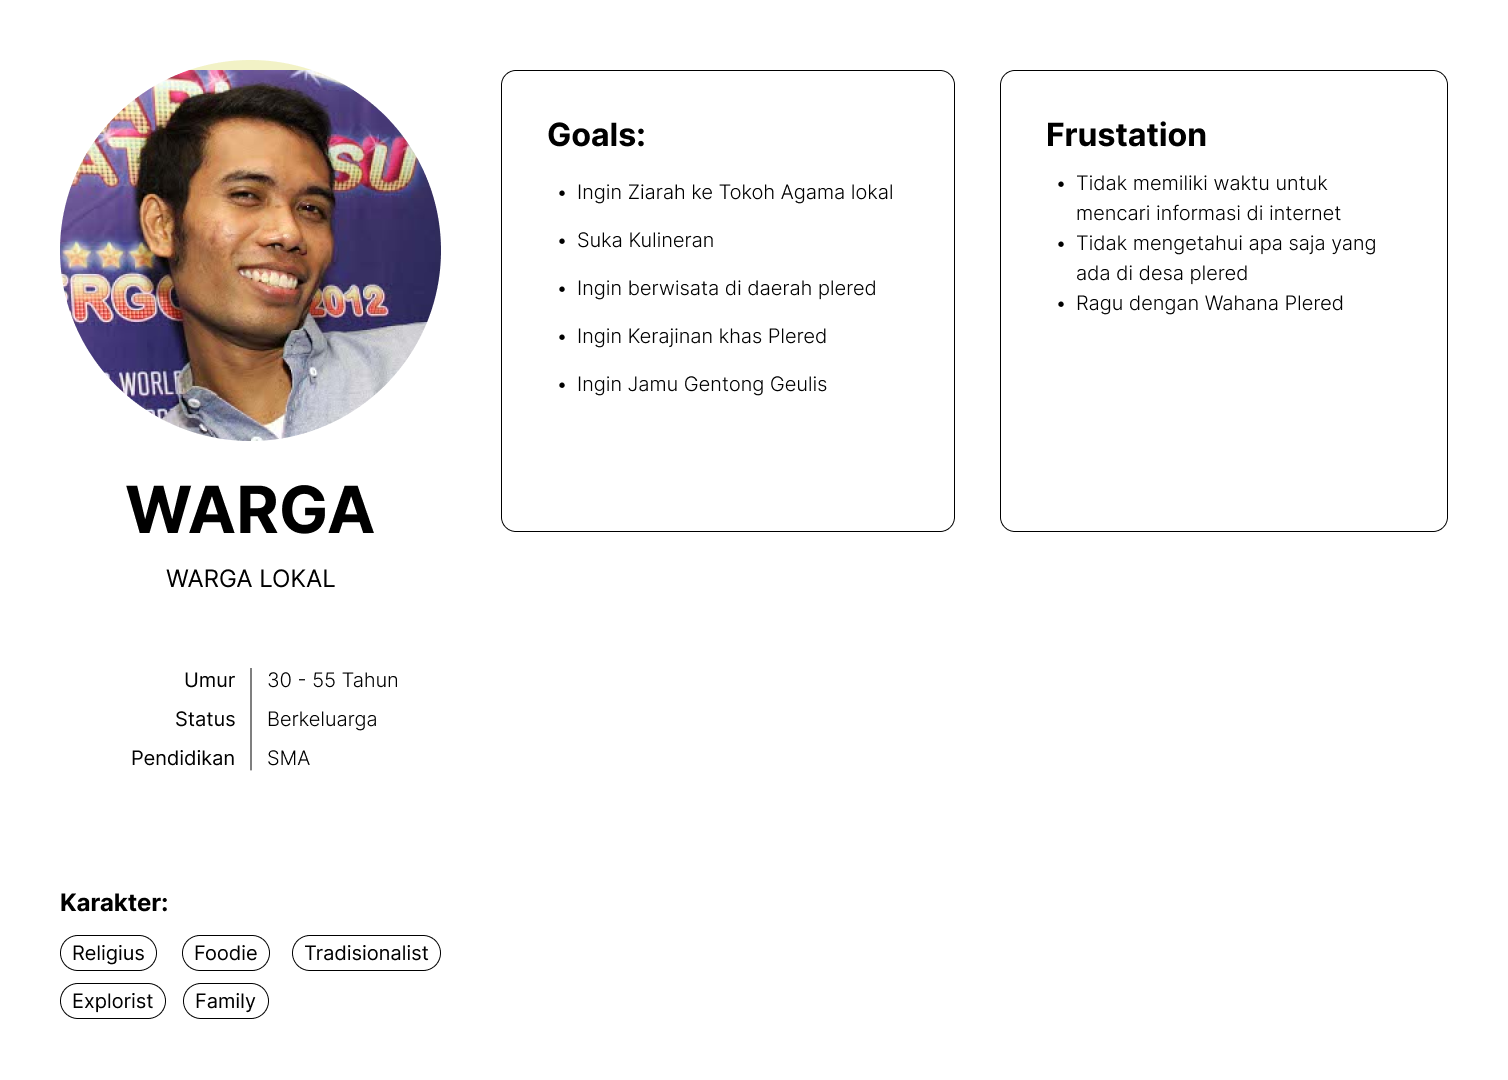 WARGA
WARGA LOKAL
Umur 30 - 55 Tahun
Status Berkeluarga
Pendidikan SMA
Karakter:
Religius Foodie Tradisionalist
Explorist Family
Goals:
• Ingin Ziarah ke Tokoh Agama lokal
• Suka Kulineran
• Ingin berwisata di daerah plered
• Ingin Kerajinan khas Plered
• Ingin Jamu Gentong Geulis
Frustation
• Tidak memiliki waktu untuk
mencari informasi di internet
• Tidak mengetahui apa saja yang
ada di desa plered
• Ragu dengan Wahana Plered
2012